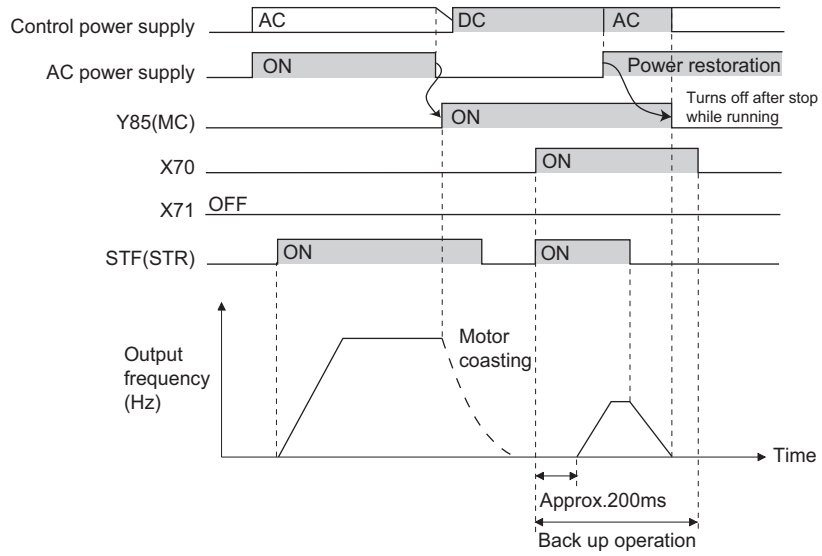 Control power supply
AC
DC
AC
AC power supply
ON
Power restoration
Turns off after stop
while running
Y85(MC)
ON
X70
ON
X71
OFF
STF(STR)
ON
ON
Output
frequency
(Hz)
Motor
coasting
Time
Approx.200ms
Back up operation